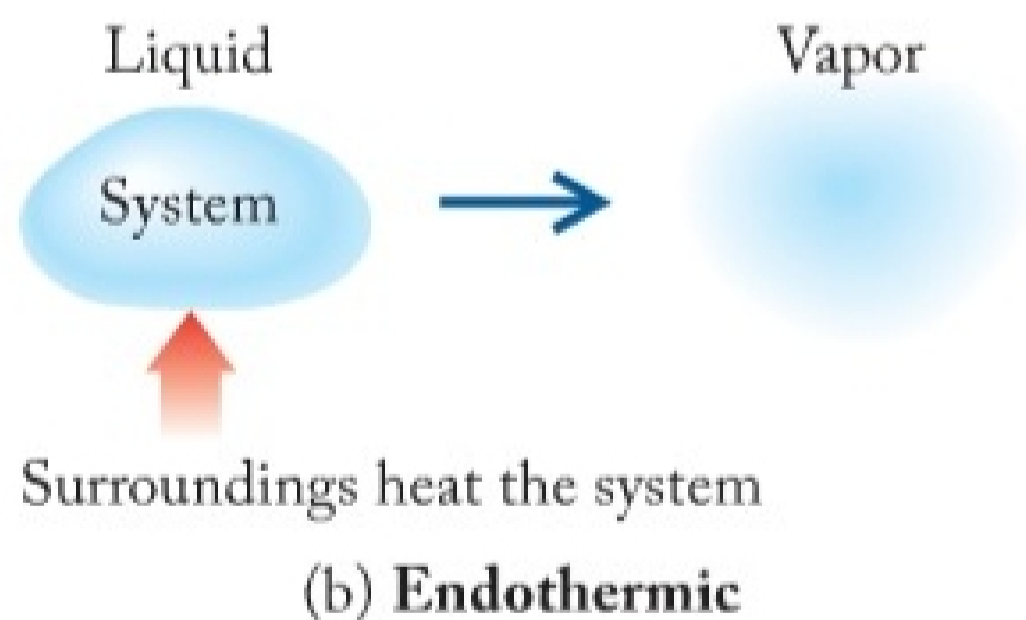 Liquid Vapor
System
Surroundings heat the system
(b) Endothermic